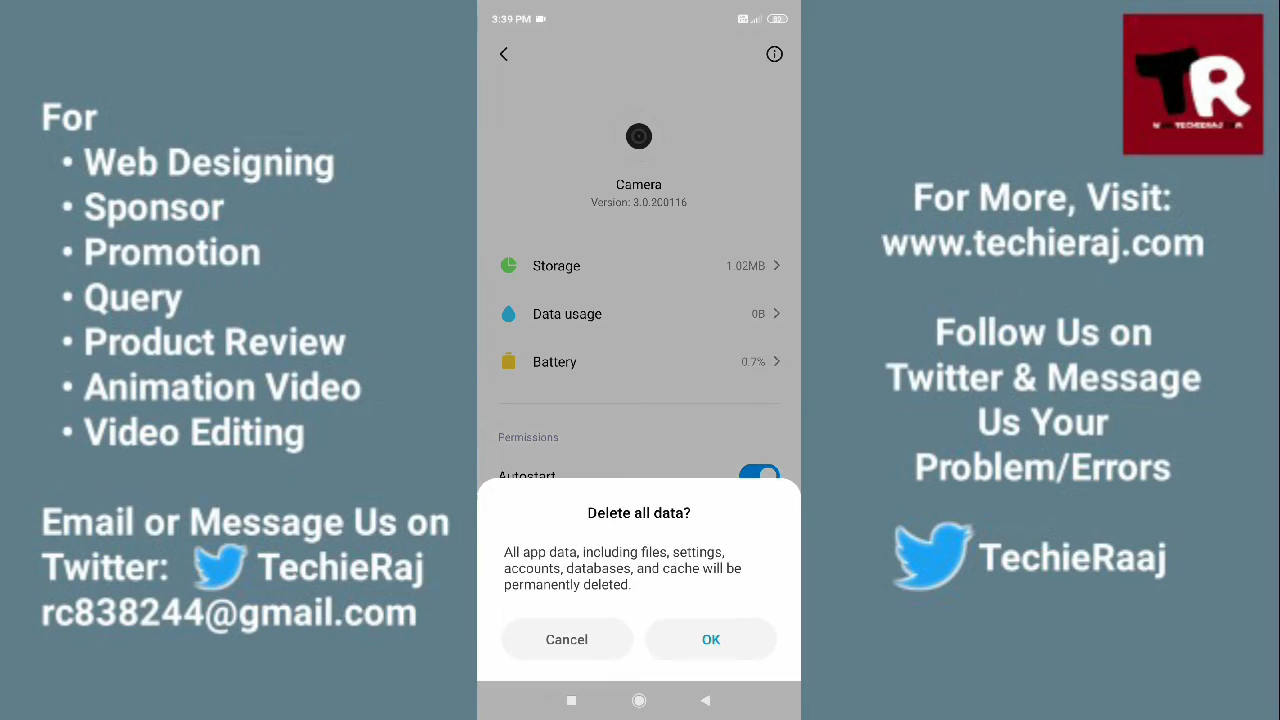 For
• Web Designing
• Sponsor
• Promotion
• Query
• Product Review
• Animation Video
• Video Editing
Email or Message Us on
Twitter: TechieRaj
rc838244@gmail.com
3:39 PM
Camera
Version: 3.0.200116
Storage 1.02MB
Data usage 0B
Battery 0.7%
Permissions
Autostart
Delete all data?
All app data, including files, settings,
accounts, databases, and cache will be
permanently deleted.
Cancel OK
TR
For More, Visit:
www.techieraj.com
Follow Us on
Twitter & Message
Us Your
Problem/Errors
TechieRaaj